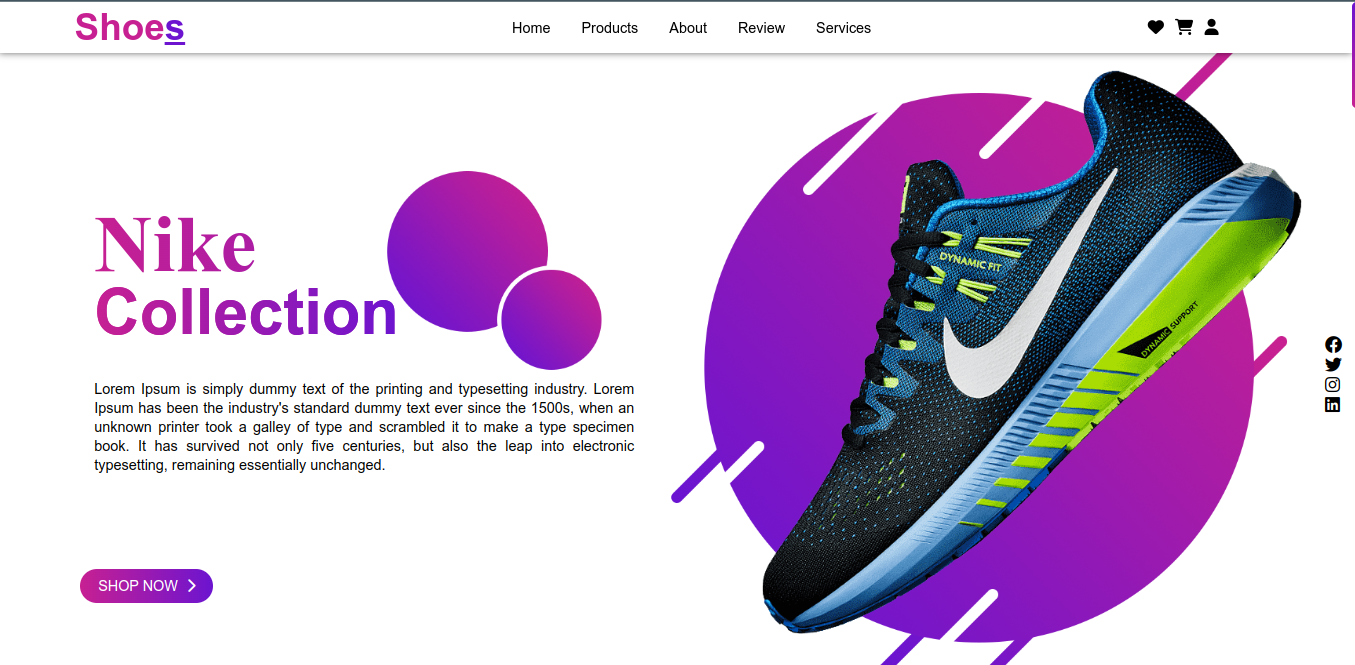 Shoes
Home Products About Review Services
Nike
Collection
Lorem Ipsum is simply dummy text of the printing and typesetting industry. Lorem
Ipsum has been the industry's standard dummy text ever since the 1500s, when an
unknown printer took a galley of type and scrambled it to make a type specimen
book. It has survived not only five centuries, but also the leap into electronic
typesetting, remaining essentially unchanged.
SHOP NOW
DYNAMIC FIT
DYNAMIC SUPPORT